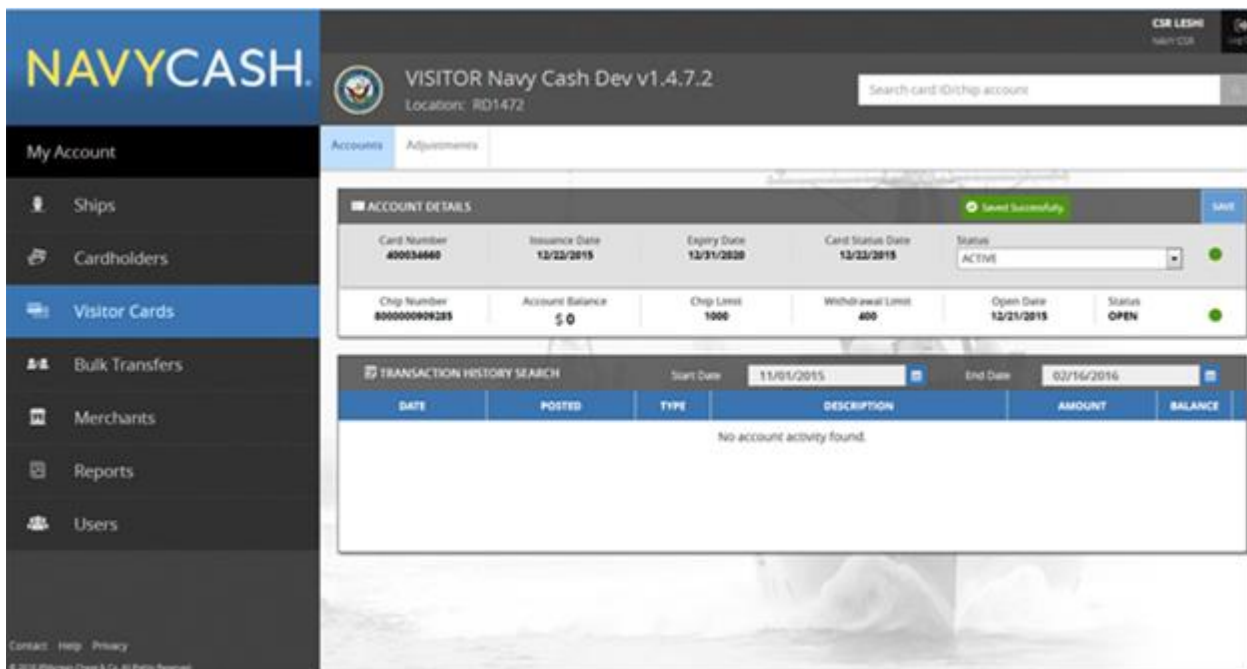 CSR LESHI
NAVY CSR
NAVYCASH.
VISITOR Navy Cash Dev v1.4.7.2
Location: RD1472
Search card ID/chip account
My Account
Accounts Adjustments
Ships
Cardholders
Visitor Cards
Bulk Transfers
Merchants
Reports
Users
ACCOUNT DETAILS Saved Successfully. SAVE
Card Number Issuance Date Expiry Date Card Status Date Status
400034660 12/22/2015 12/31/2020 12/22/2015 ACTIVE
Chip Number Account Balance Chip Limit Withdrawal Limit Open Date Status
8000000909285 $ 0 1000 400 12/21/2015 OPEN
TRANSACTION HISTORY SEARCH Start Date 11/01/2015 End Date 02/16/2016
DATE POSTED TYPE DESCRIPTION AMOUNT BALANCE
No account activity found.
Contact Help Privacy